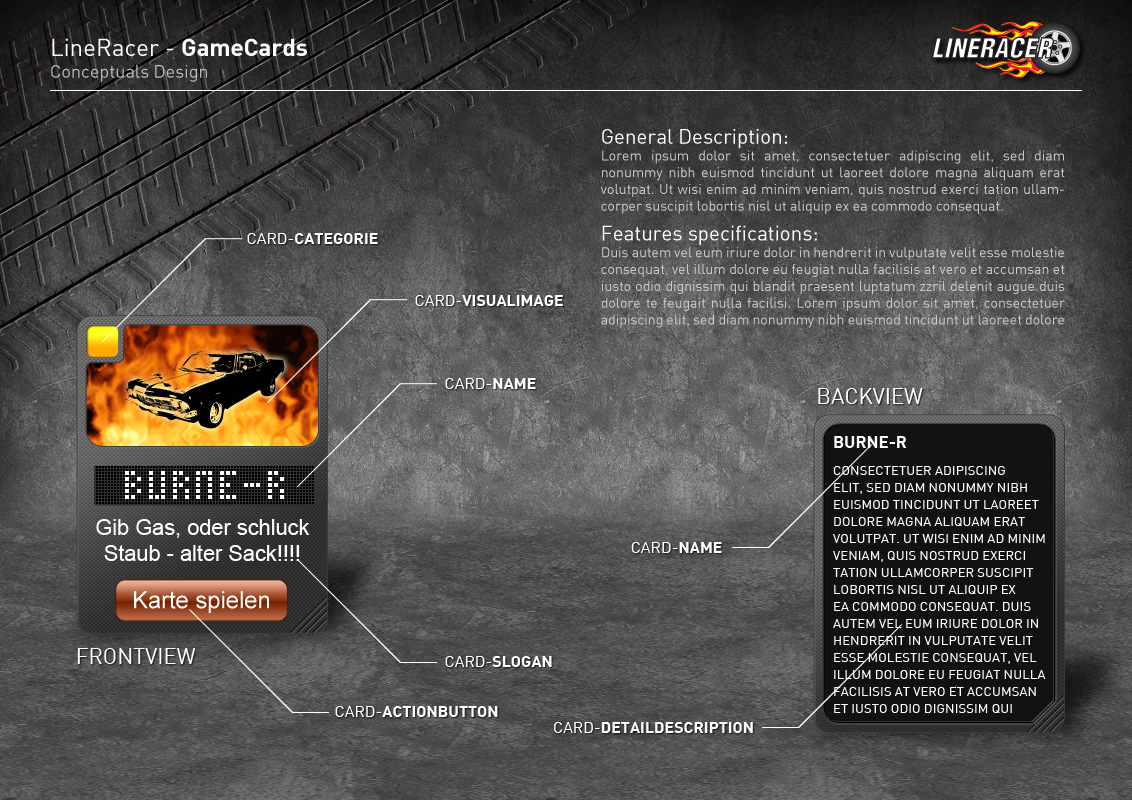 LineRacer - GameCards
Conceptuals Design
LINERACER
General Description:
Lorem ipsum dolor sit amet, consectetuer adipiscing elit, sed diam
nonummy nibh euismod tincidunt ut laoreet dolore magna aliquam erat
volutpat. Ut wisi enim ad minim veniam, quis nostrud exerci tation ullam-
corper suscipit lobortis nisl ut aliquip ex ea commodo consequat.
Features specifications:
Duis autem vel eum iriure dolor in hendrerit in vulputate velit esse molestie
consequat, vel illum dolore eu feugiat nulla facilisis at vero et accumsan et
iusto odio dignissim qui blandit praesent luptatum zzril delenit augue duis
dolore te feugait nulla facilisi. Lorem ipsum dolor sit amet, consectetuer
adipiscing elit, sed diam nonummy nibh euismod tincidunt ut laoreet dolore
CARD-CATEGORIE
CARD-VISUALIMAGE
CARD-NAME
BURNE-R
Gib Gas, oder schluck
Staub - alter Sack!!!!
Karte spielen
FRONTVIEW
CARD-SLOGAN
CARD-ACTIONBUTTON
BACKVIEW
BURNE-R
CONSECTETUER ADIPISCING
ELIT, SED DIAM NONUMMY NIBH
EUISMOD TINCIDUNT UT LAOREET
DOLORE MAGNA ALIQUAM ERAT
VOLUTPAT. UT WISI ENIM AD MINIM
VENIAM, QUIS NOSTRUD EXERCI
TATION ULLAMCORPER SUSCIPIT
LOBORTIS NISL UT ALIQUIP EX
EA COMMODO CONSEQUAT. DUIS
AUTEM VEL EUM IRIURE DOLOR IN
HENDRERIT IN VULPUTATE VELIT
ESSE MOLESTIE CONSEQUAT, VEL
ILLUM DOLORE EU FEUGIAT NULLA
FACILISIS AT VERO ET ACCUMSAN
ET IUSTO ODIO DIGNISSIM QUI
CARD-NAME
CARD-DETAILDESCRIPTION